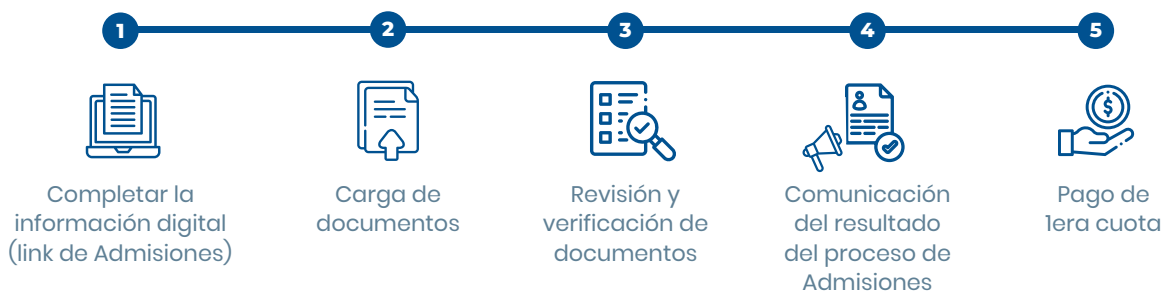 1
2
3
4
5
Completar la
información digital
(link de Admisiones)
Carga de
documentos
Revisión y
verificación de
documentos
Comunicación
del resultado
del proceso de
Admisiones
$
Pago de
1era cuota